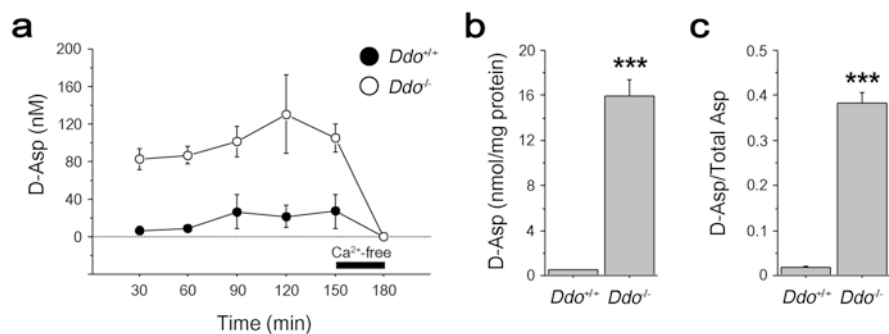 a
200
160
120
80
40
0
D-Asp (nM)
Ddo+/+
Ddo-/-
Ca²⁺-free
30 60 90 120 150 180
Time (min)
b
20
16
12
8
4
0
D-Asp (nmol/mg protein)
***
Ddo+/+ Ddo-/-
c
0.5
0.4
0.3
0.2
0.1
0
D-Asp/Total Asp
***
Ddo+/+ Ddo-/-